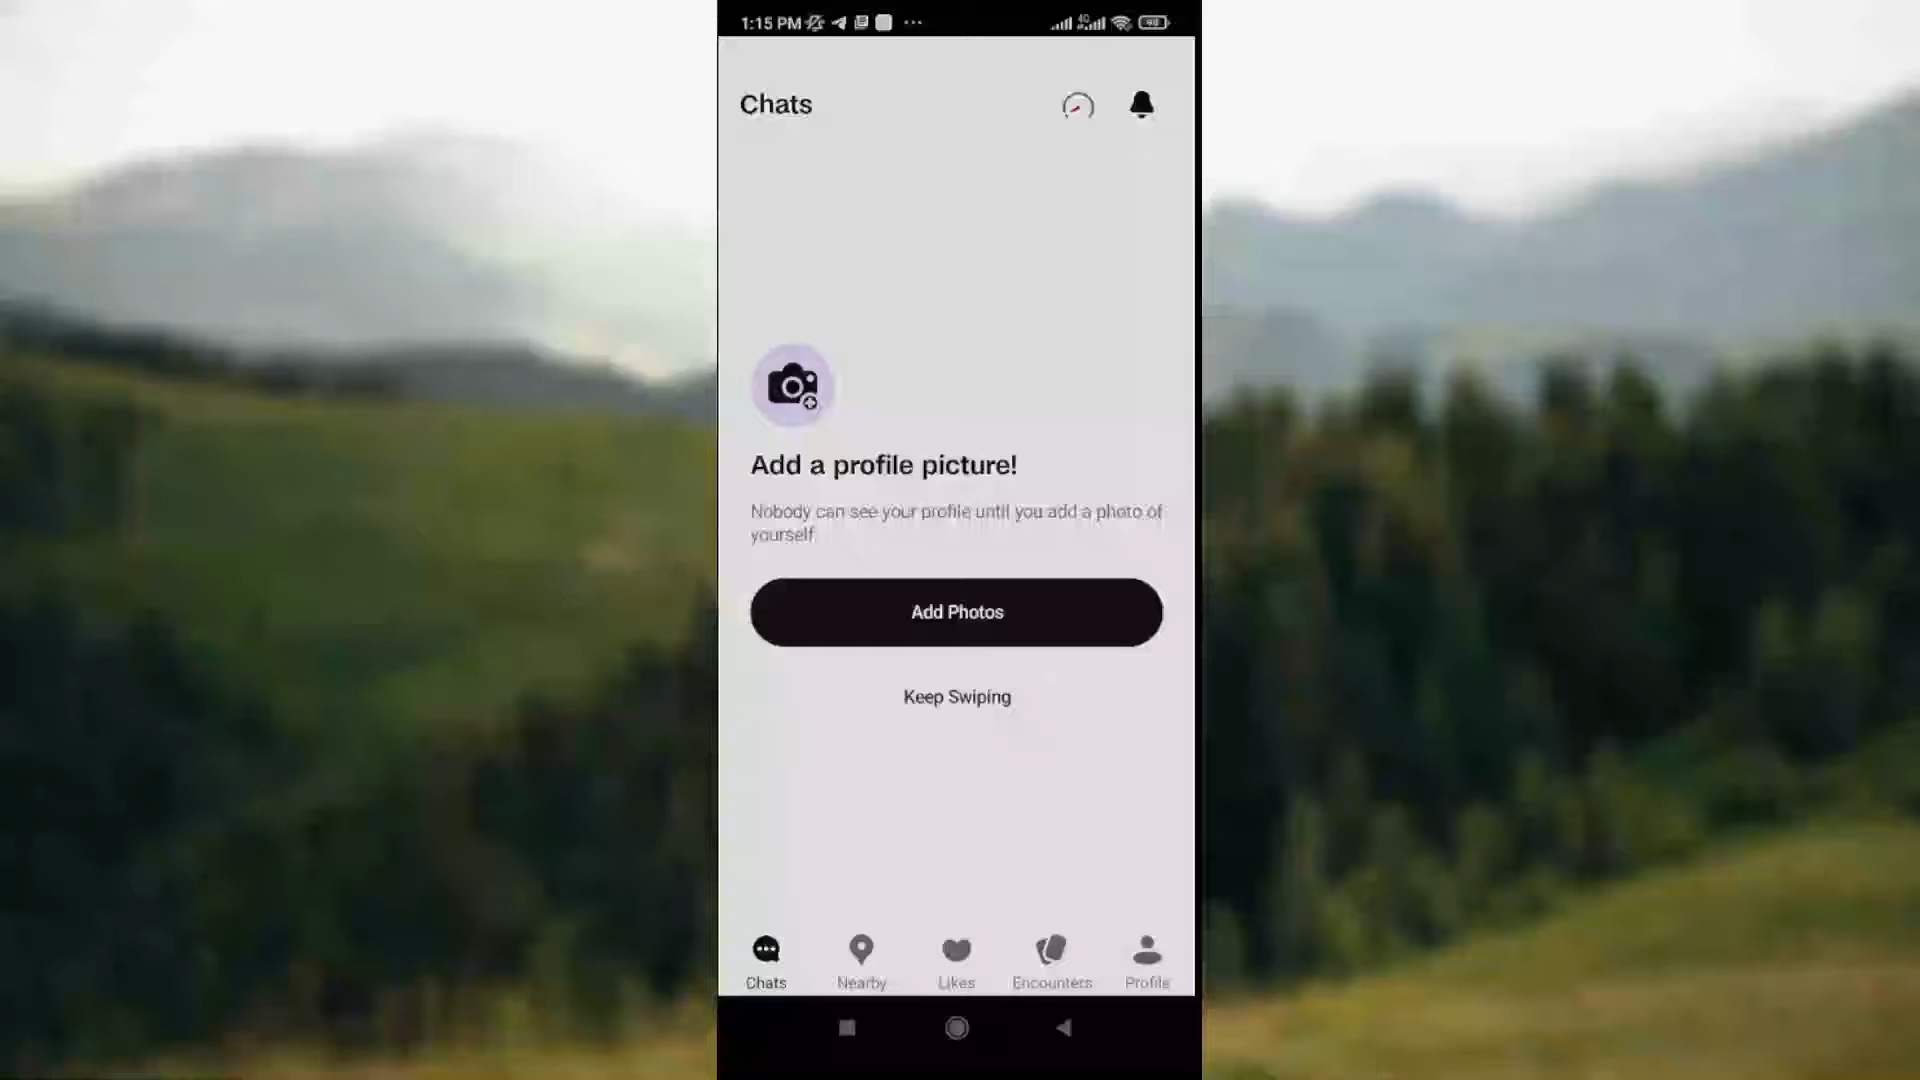 1:15 PM
4G
Chats
Add a profile picture!
Nobody can see your profile until you add a photo of
yourself
Add Photos
Keep Swiping
Chats
Nearby
Likes
Encounters
Profile